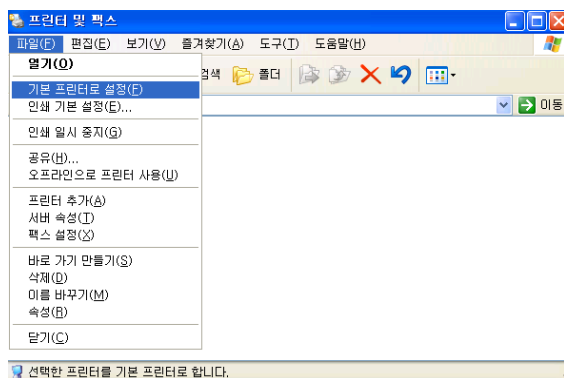 프린터 및 팩스
파일(F) 편집(E) 보기(V) 즐겨찾기(A) 도구(T) 도움말(H)
열기(O)
검색 폴더
기본 프린터로 설정(F)
인쇄 기본 설정(E)...
이동
인쇄 일시 중지(G)
공유(H)...
오프라인으로 프린터 사용(U)
프린터 추가(A)
서버 속성(T)
팩스 설정(X)
바로 가기 만들기(S)
삭제(D)
이름 바꾸기(M)
속성(R)
닫기(C)
선택한 프린터를 기본 프린터로 합니다.